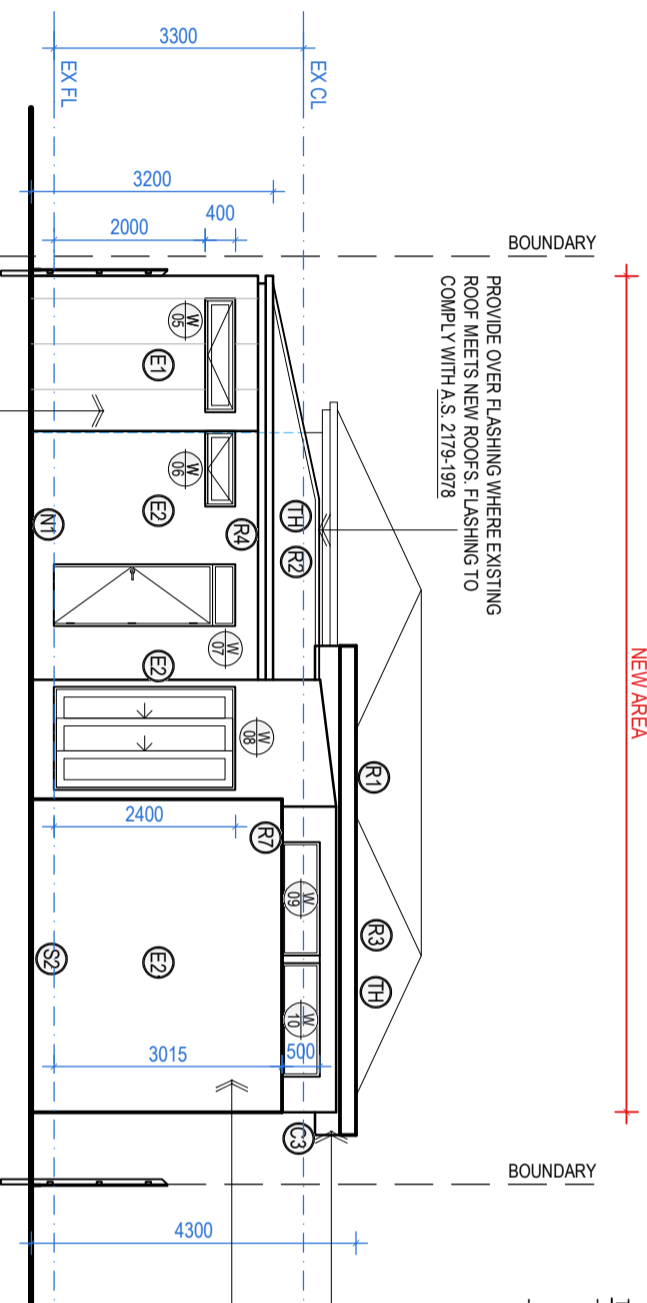 NEW AREA
BOUNDARY
BOUNDARY
PROVIDE OVER FLASHING WHERE EXISTING
ROOF MEETS NEW ROOFS. FLASHING TO
COMPLY WITH A.S. 2179-1978
R1
R3
TH
TH
R2
C3
EX CL
W
09
W
10
500
R4
R7
W
07
W
08
400
W
05
W
06
E1
E2
E2
E2
3300
3200
2000
2400
3015
4300
EX FL
N1
S2